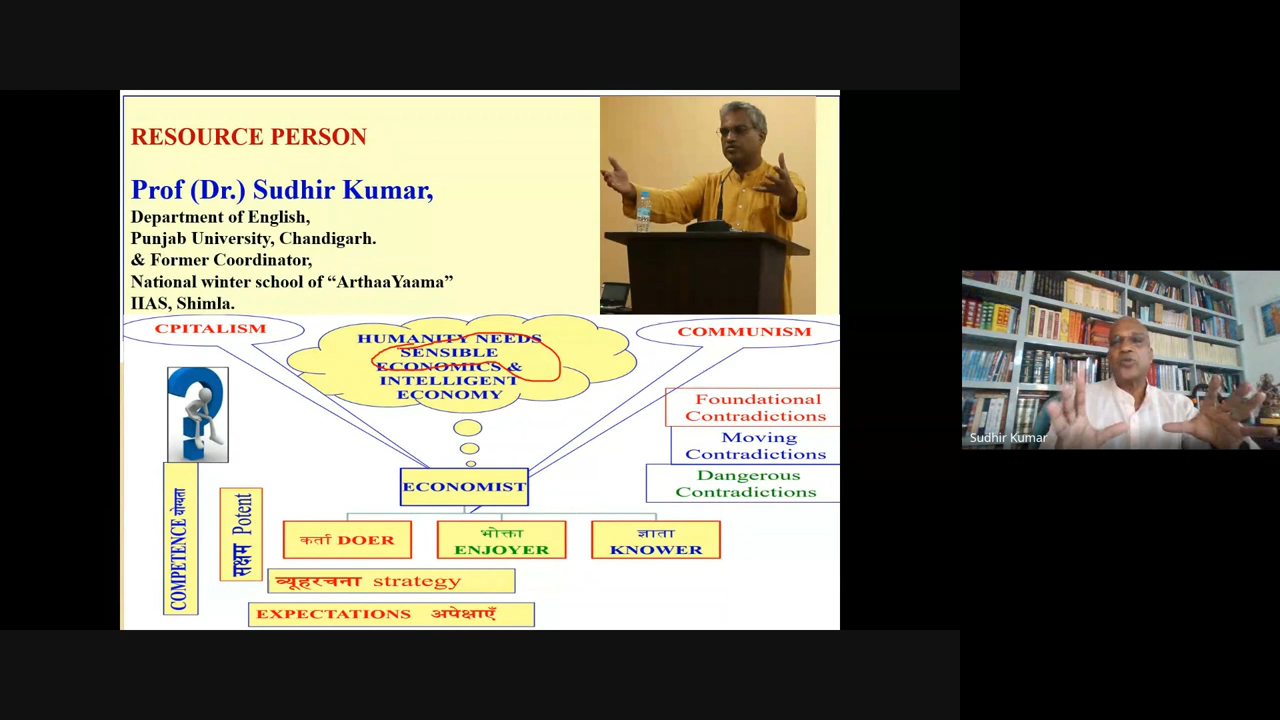 RESOURCE PERSON
Prof (Dr.) Sudhir Kumar,
Department of English,
Punjab University, Chandigarh.
& Former Coordinator,
National winter school of “ArthaaYaama”
IIAS, Shimla.
CPITALISM
HUMANITY NEEDS
SENSIBLE
ECONOMICS &
INTELLIGENT
ECONOMY
COMMUNISM
Foundational
Contradictions
Moving
Contradictions
Dangerous
Contradictions
ECONOMIST
COMPETENCE योग्यता
सक्षम Potent
कर्ता DOER
भोक्ता
ENJOYER
ज्ञाता
KNOWER
व्यूहरचना strategy
EXPECTATIONS अपेक्षाएँ
Sudhir Kumar